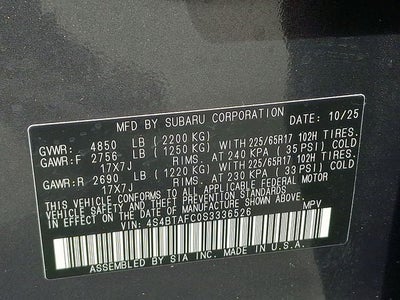 MFD BY SUBARU CORPORATION DATE: 10/25
GVWR: 4850 LB (2200 KG)
GAWR:F 2756 LB (1250 KG) WITH 225/65R17 102H TIRES.
17X7J RIMS. AT 240 KPA (35 PSI) COLD
GAWR:R 2690 LB (1220 KG) WITH 225/65R17 102H TIRES.
17X7J RIMS. AT 230 KPA (33 PSI) COLD.
THIS VEHICLE CONFORMS TO ALL APPLICABLE FEDERAL MOTOR
VEHICLE SAFETY AND THEFT PREVENTION STANDARDS
IN EFFECT ON THE DATE OF MANUFACTURE SHOWN ABOVE.
VIN: 4S4BTAFC0S3336526 MPV
ASSEMBLED BY SIA INC. MADE IN U.S.A.